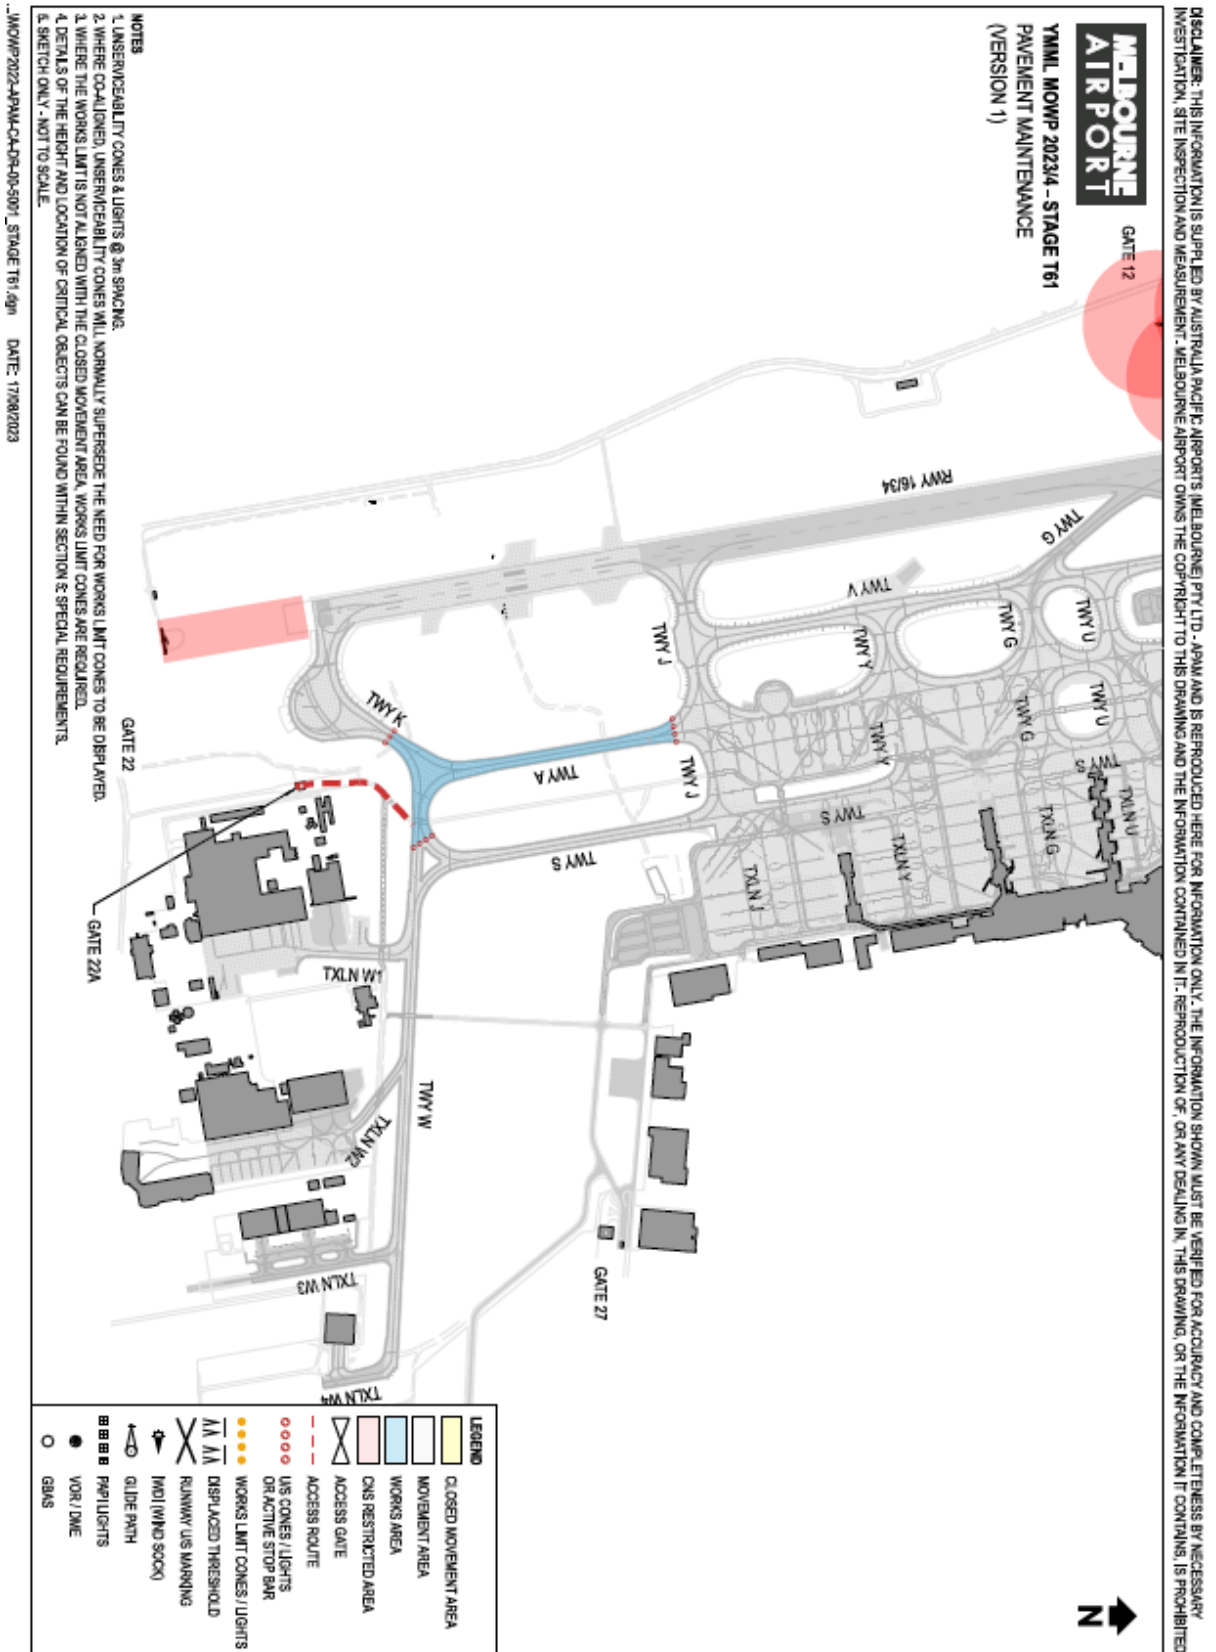 DISCLAIMER: THIS INFORMATION IS SUPPLIED BY AUSTRALIA PACIFIC AIRPORTS (MELBOURNE) PTY LTD - APAM AND IS REPRODUCED HERE FOR INFORMATION ONLY. THE INFORMATION SHOWN MUST BE VERIFIED FOR ACCURACY AND COMPLETENESS BY NECESSARY
INVESTIGATION, SITE INSPECTION AND MEASUREMENT. MELBOURNE AIRPORT OWNS THE COPYRIGHT TO THIS DRAWING AND THE INFORMATION CONTAINED IN IT. REPRODUCTION OF, OR ANY DEALING IN, THIS DRAWING, OR THE INFORMATION IT CONTAINS, IS PROHIBITED
MELBOURNE
AIRPORT
YMML MOWP 2023/4 - STAGE T61
PAVEMENT MAINTENANCE
(VERSION 1)
GATE 12
RWY 16/34
TWY G
TWY V
TWY U
TWY G
TWY Y
TWY J
TWY U
TWY G
TWY Y
TWY K
TWY A
TWY J
TWY S
TWY S
TWY S
TXLN U
TXLN G
TXLN Y
TXLN J
GATE 22
GATE 22A
TXLN W1
TWY W
TXLN W2
TXLN W3
TXLN W4
GATE 27
N
NOTES
1. UNSERVICEABILITY CONES & LIGHTS @ 3m SPACING.
2. WHERE CO-ALIGNED, UNSERVICEABILITY CONES WILL NORMALLY SUPERSEDE THE NEED FOR WORKS LIMIT CONES TO BE DISPLAYED.
3. WHERE THE WORKS LIMIT IS NOT ALIGNED WITH THE CLOSED MOVEMENT AREA, WORKS LIMIT CONES ARE REQUIRED.
4. DETAILS OF THE HEIGHT AND LOCATION OF CRITICAL OBJECTS CAN BE FOUND WITHIN SECTION 5: SPECIAL REQUIREMENTS.
5. SKETCH ONLY - NOT TO SCALE.
LEGEND
CLOSED MOVEMENT AREA
MOVEMENT AREA
WORKS AREA
CNS RESTRICTED AREA
ACCESS GATE
ACCESS ROUTE
U/S CONES / LIGHTS
OR ACTIVE STOP BAR
WORKS LIMIT CONES / LIGHTS
DISPLACED THRESHOLD
RUNWAY U/S MARKING
IWDI (WIND SOCK)
GLIDE PATH
PAPI LIGHTS
VOR / DME
GBAS
...\MOWP2022-APAM-CA-DR-00-5001_STAGE T61.dgn DATE: 17/08/2023